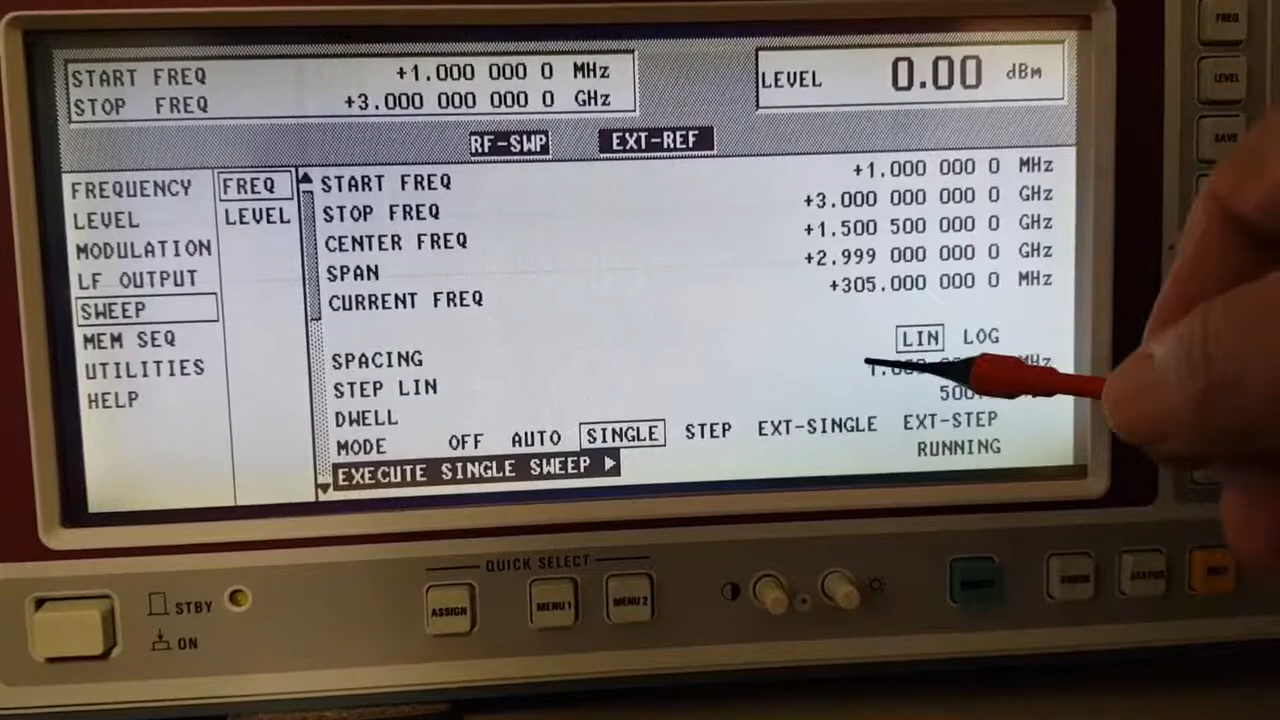 START FREQ +1.000 000 0 MHz
STOP FREQ +3.000 000 000 0 GHz
LEVEL 0.00 dBm
RF-SWP EXT-REF
FREQUENCY
LEVEL
MODULATION
LF OUTPUT
SWEEP
MEM SEQ
UTILITIES
HELP
FREQ
LEVEL
START FREQ +1.000 000 0 MHz
STOP FREQ +3.000 000 000 0 GHz
CENTER FREQ +1.500 500 000 0 GHz
SPAN +2.999 000 000 0 GHz
CURRENT FREQ +305.000 000 0 MHz
SPACING LIN LOG
STEP LIN MHz
DWELL
MODE OFF AUTO SINGLE STEP EXT-SINGLE EXT-STEP
EXECUTE SINGLE SWEEP RUNNING
FREQ
LEVEL
SAVE
QUICK SELECT
STBY
ON
ASSIGN
MENU 1
MENU 2
STATUS